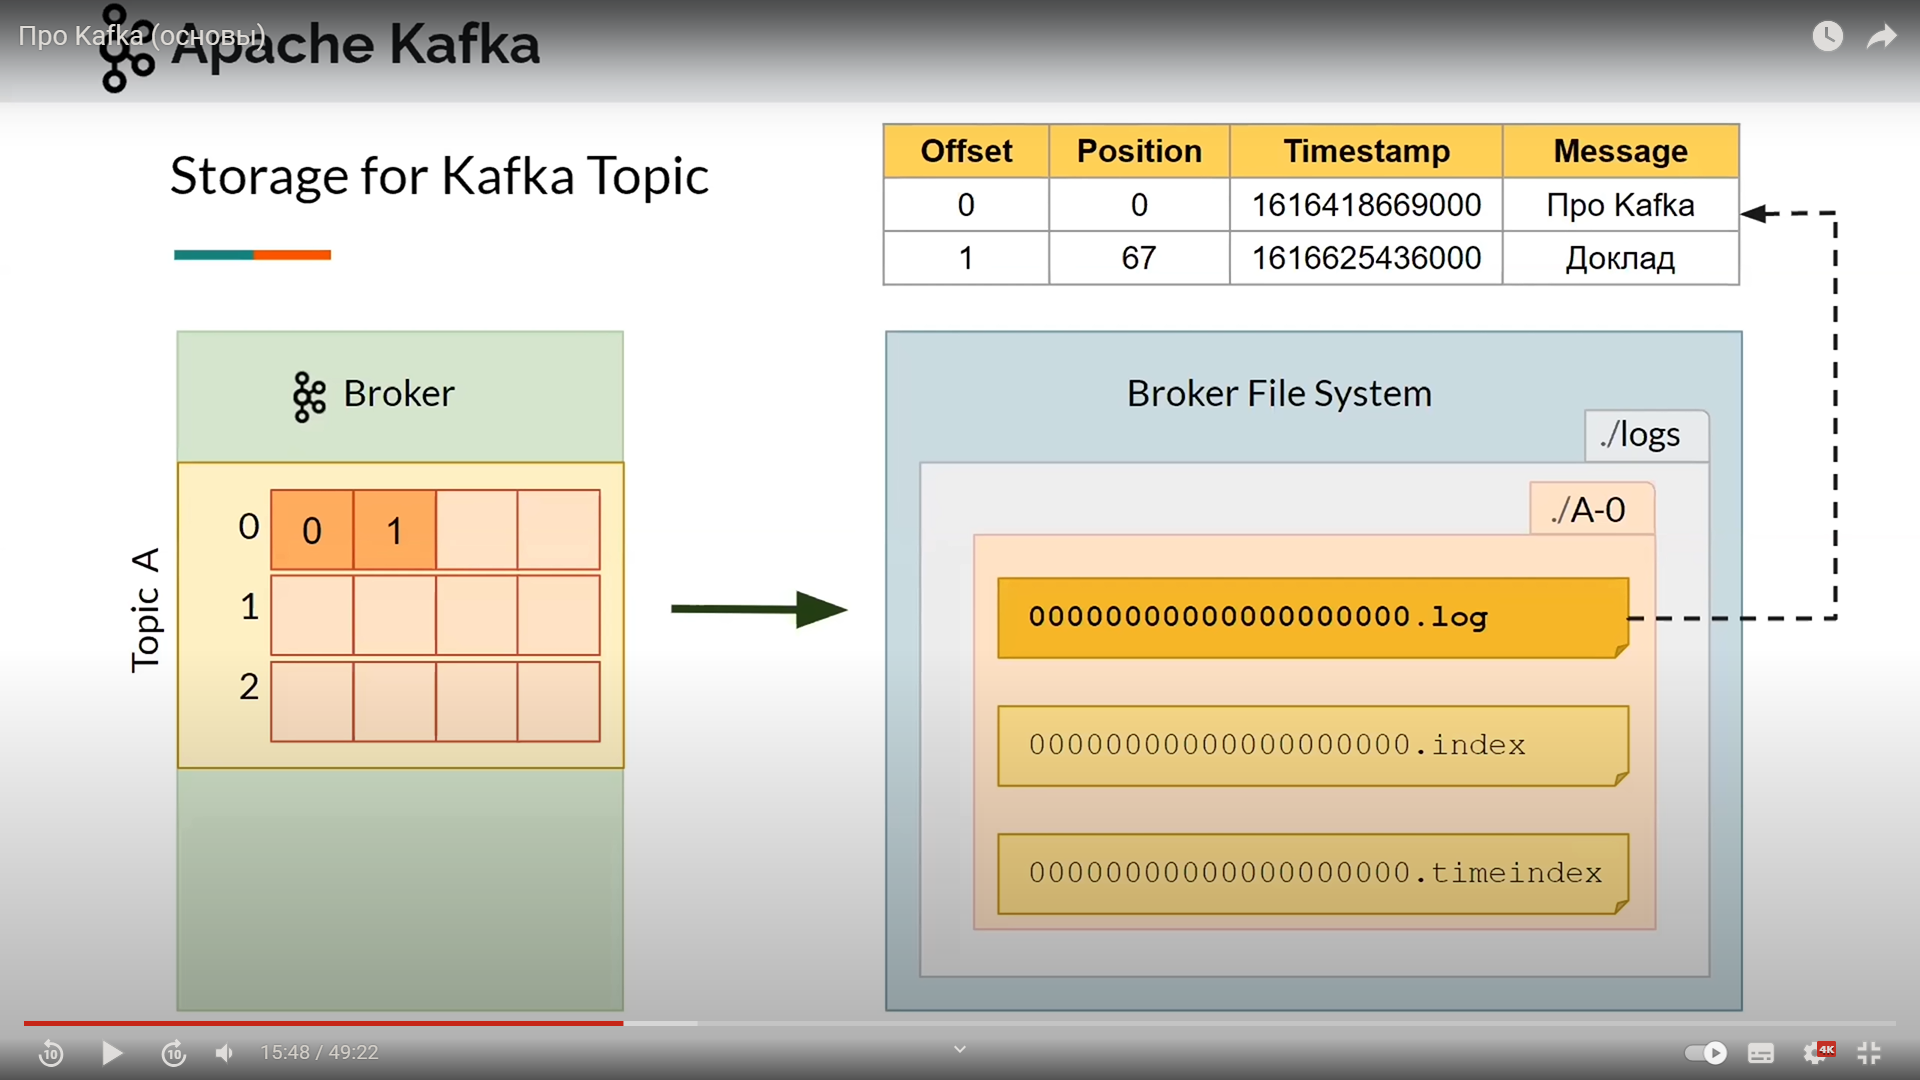 Про Kafka (основы)
Apache Kafka
Storage for Kafka Topic
Offset Position Timestamp Message
0 0 1616418669000 Про Kafka
1 67 1616625436000 Доклад
Broker
Topic A
0 0 1
1
2
Broker File System
./logs
./A-0
00000000000000000000.log
00000000000000000000.index
00000000000000000000.timeindex
10
10
15:48 / 49:22
4K